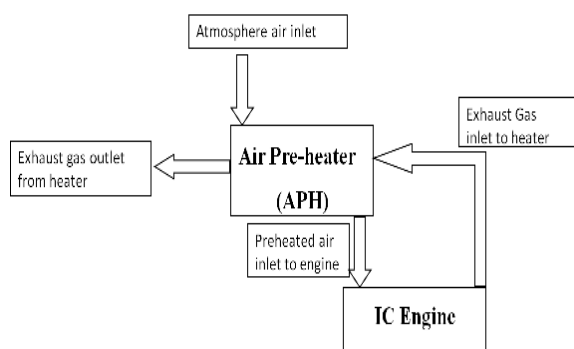 Atmosphere air inlet
Exhaust Gas
inlet to heater
Exhaust gas outlet
from heater
Air Pre-heater
(APH)
Preheated air
inlet to engine
IC Engine